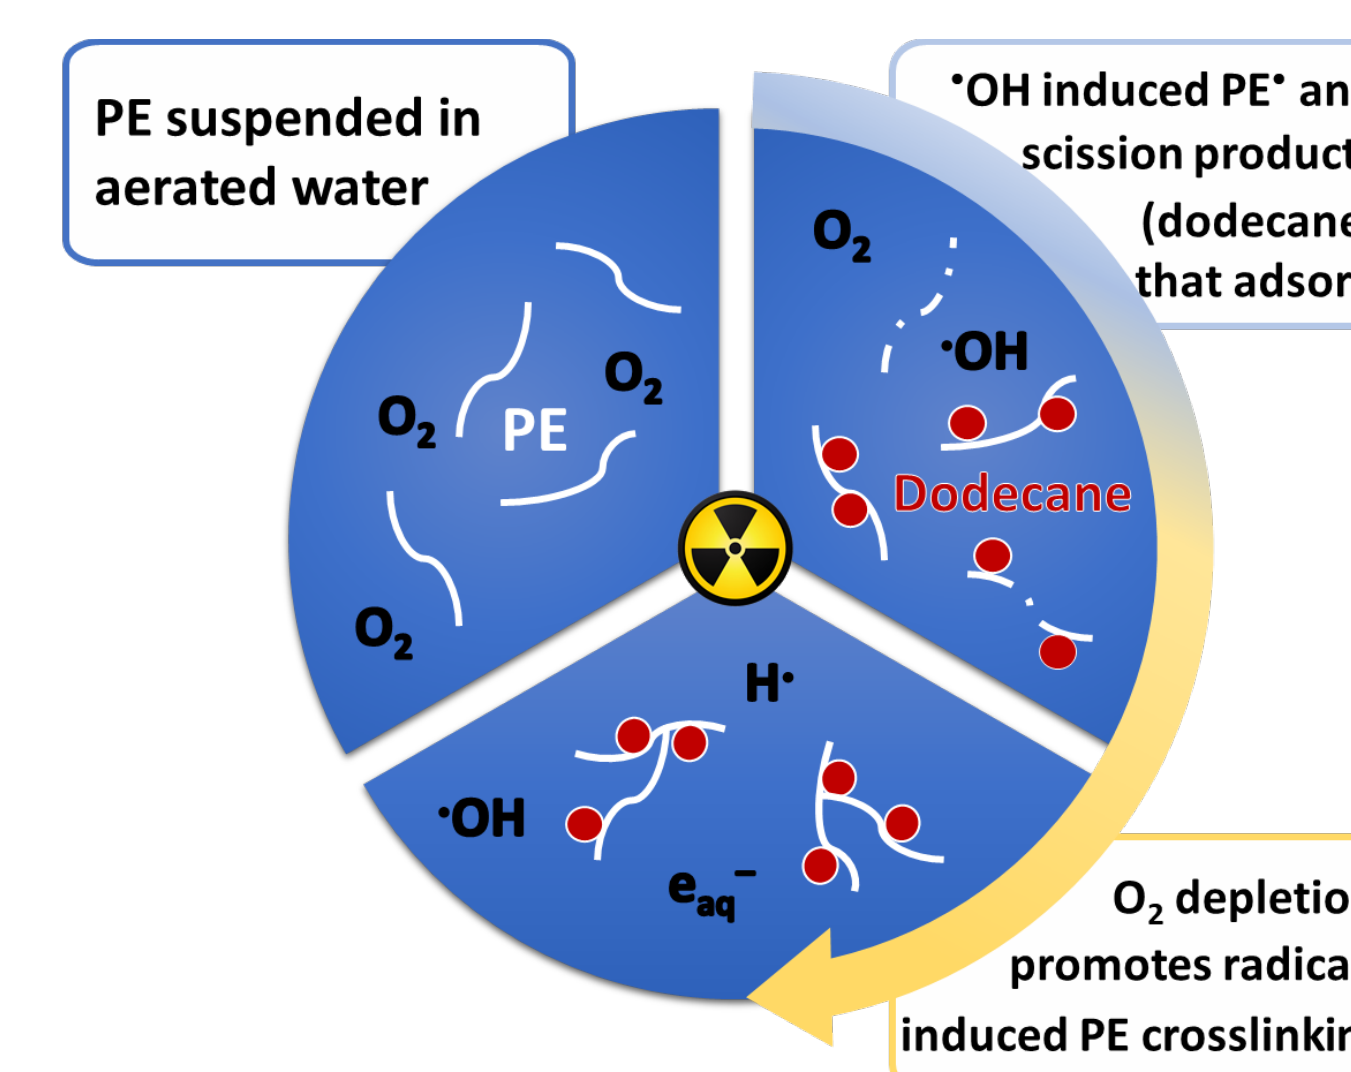 PE suspended in
aerated water
•OH induced PE• an
scission product
(dodecane
that adsor
O₂
O₂
PE
O₂
O₂
•OH
Dodecane
H•
•OH
eaq⁻
O₂ depletio
promotes radica
induced PE crosslinkin